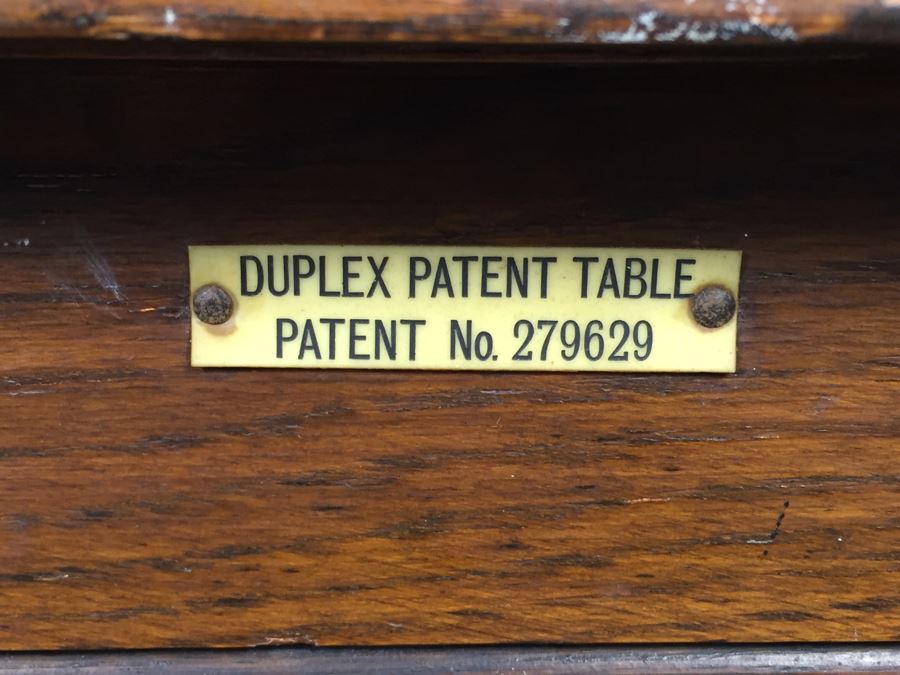 DUPLEX PATENT TABLE
PATENT No. 279629